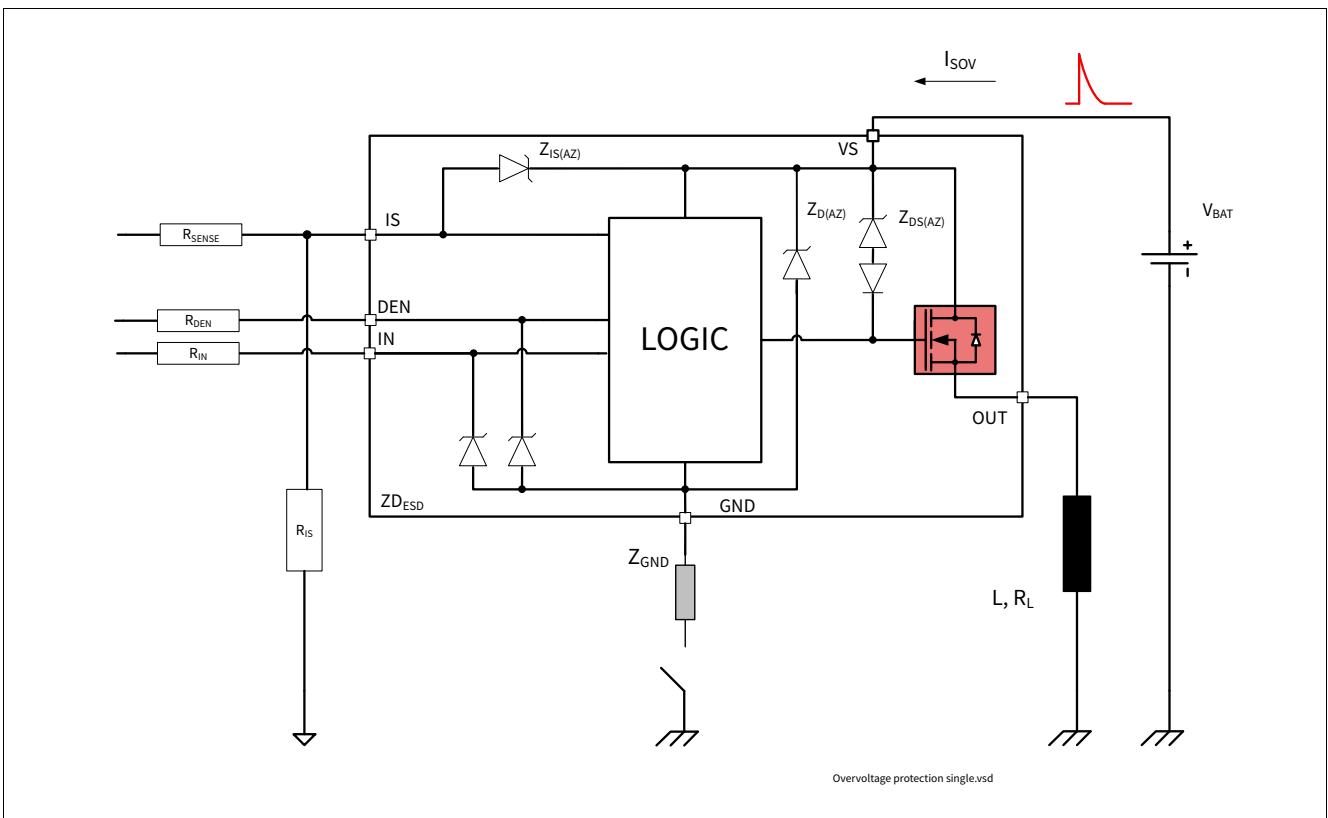 I_SOV
Z_IS(AZ)
VS
Z_D(AZ)
Z_DS(AZ)
V_BAT
+
-
R_SENSE
IS
R_DEN
DEN
R_IN
IN
LOGIC
OUT
ZD_ESD
GND
R_IS
Z_GND
L, R_L
Overvoltage protection single.vsd